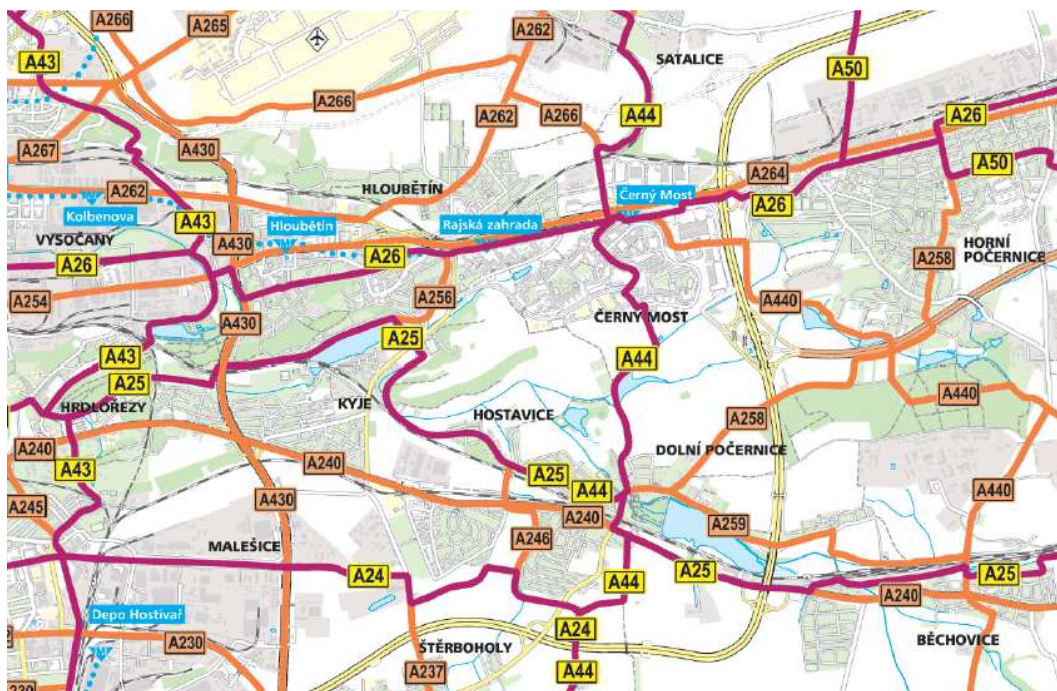 A266
A265
A262
A43
SATALICE
A50
A266
A44
A262
A266
A26
A267
A430
A50
A264
A262
HLOUBĚTÍN
Černý Most
Kolbenova
A43
Hloubětín
Rajská zahrada
A26
VYSOČANY
A430
A26
A26
A258
HORNÍ
POČERNICE
A254
A256
A440
ČERNÝ MOST
A430
A25
A43
A44
A25
A440
HRDLOŘEZY
KYJE
HOSTAVICE
A258
A240
DOLNÍ POČERNICE
A240
A43
A25
A44
A440
A430
A245
A240
A259
A246
MALEŠICE
A24
A44
A25
A25
A240
Depo Hostivař
A24
A230
ŠTĚRBOHOLY
BĚCHOVICE
A237
A44
230